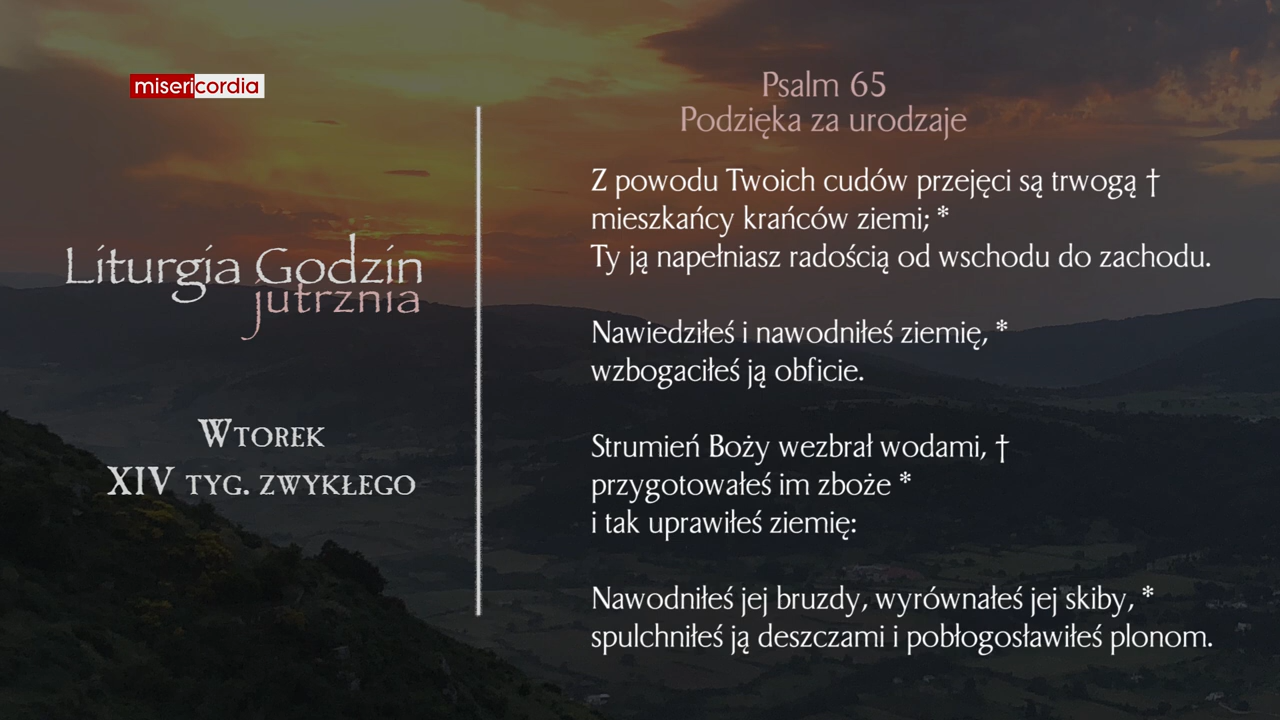 misericordia
Liturgia Godzin
jutrznia
Wtorek
XIV tyg. zwykłego
Psalm 65
Podzięka za urodzaje
Z powodu Twoich cudów przejęci są trwogą †
mieszkańcy krańców ziemi; *
Ty ją napełniasz radością od wschodu do zachodu.
Nawiedziłeś i nawodniłeś ziemię, *
wzbogaciłeś ją obficie.
Strumień Boży wezbrał wodami, †
przygotowałeś im zboże *
i tak uprawiłeś ziemię:
Nawodniłeś jej bruzdy, wyrównałeś jej skiby, *
spulchniłeś ją deszczami i pobłogosławiłeś plonom.